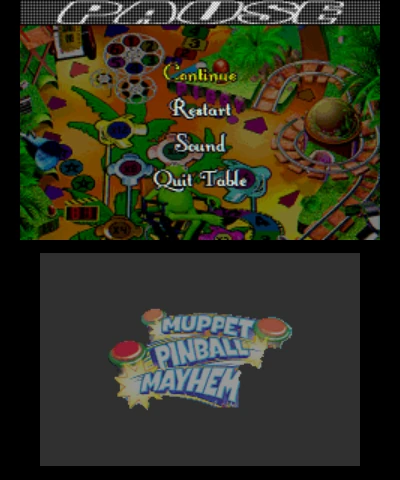 PAUSE
Continue
Restart
Sound
Quit Table
MUPPET
PINBALL
MAYHEM